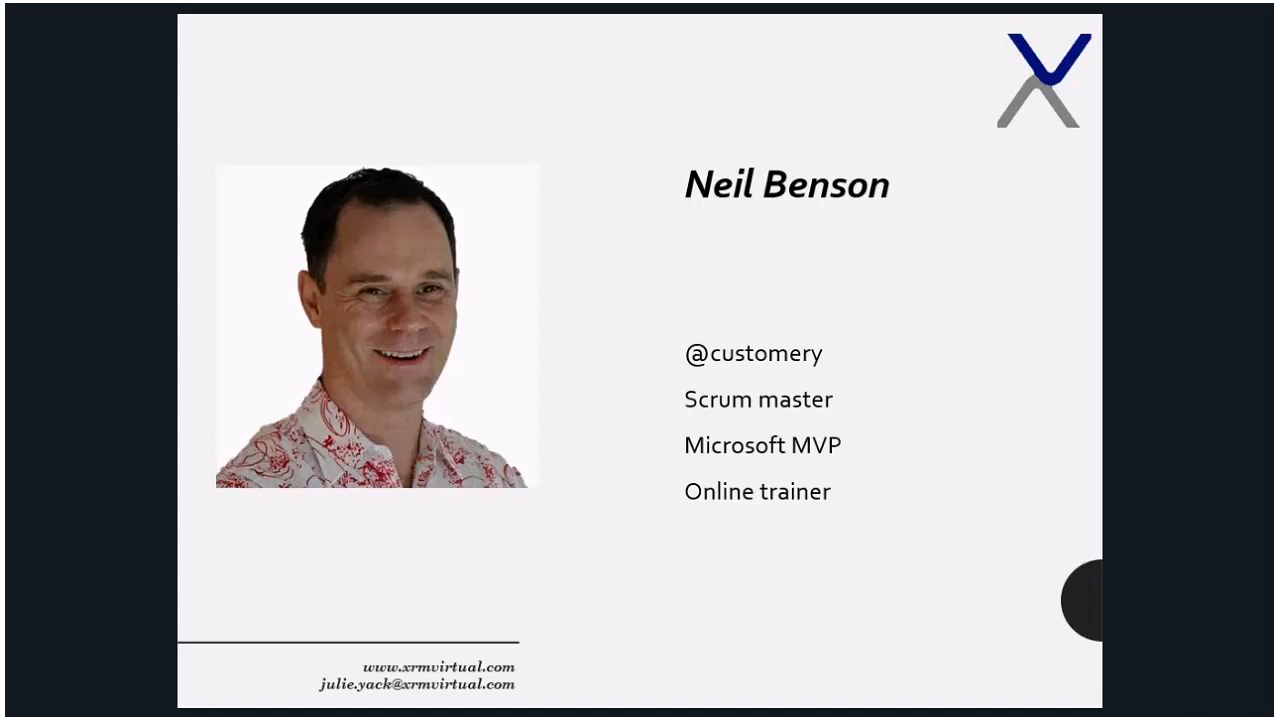 Neil Benson
@customery
Scrum master
Microsoft MVP
Online trainer
www.xrmvirtual.com
julie.yack@xrmvirtual.com